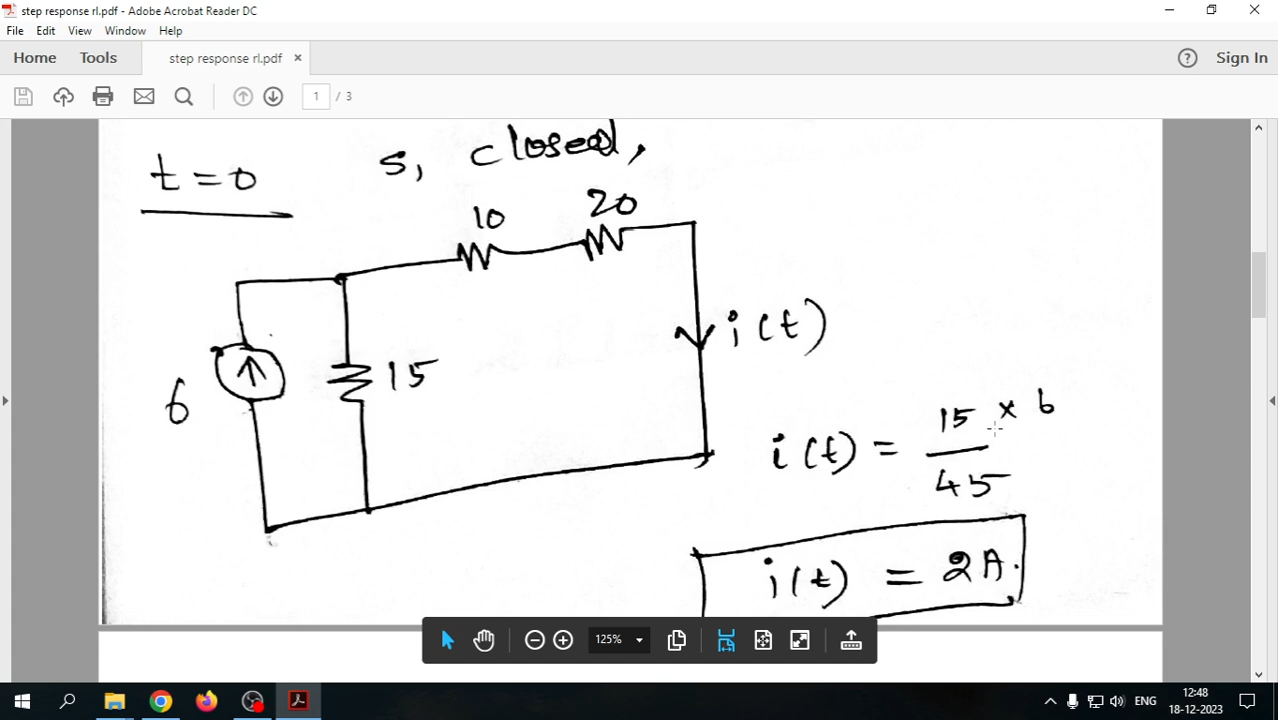 step response rl.pdf - Adobe Acrobat Reader DC
File Edit View Window Help
Home Tools step response rl.pdf × Sign In
1 / 3
t = 0 S, closed,
10 20
6 15 i(t)
i(t) = 15/45 × 6
i(t) = 2A.
125%
ENG 12:48
18-12-2023